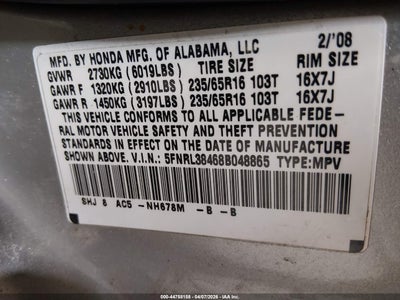 MFD. BY HONDA MFG. OF ALABAMA, LLC 2/'08
GVWR 2730KG (6019LBS) TIRE SIZE RIM SIZE
GAWR F 1320KG (2910LBS) 235/65R16 103T 16X7J
GAWR R 1450KG (3197LBS) 235/65R16 103T 16X7J
THIS VEHICLE CONFORMS TO ALL APPLICABLE FEDE-
RAL MOTOR VEHICLE SAFETY AND THEFT PREVENTION
STANDARDS IN EFFECT ON THE DATE OF MANUFACTURE
SHOWN ABOVE. V.I.N.: 5FNRL38468B048865 TYPE:MPV
SHJ 8 AC5 -NH678M -B -B
000-44758158 - 04/07/2026 - IAAI.COM